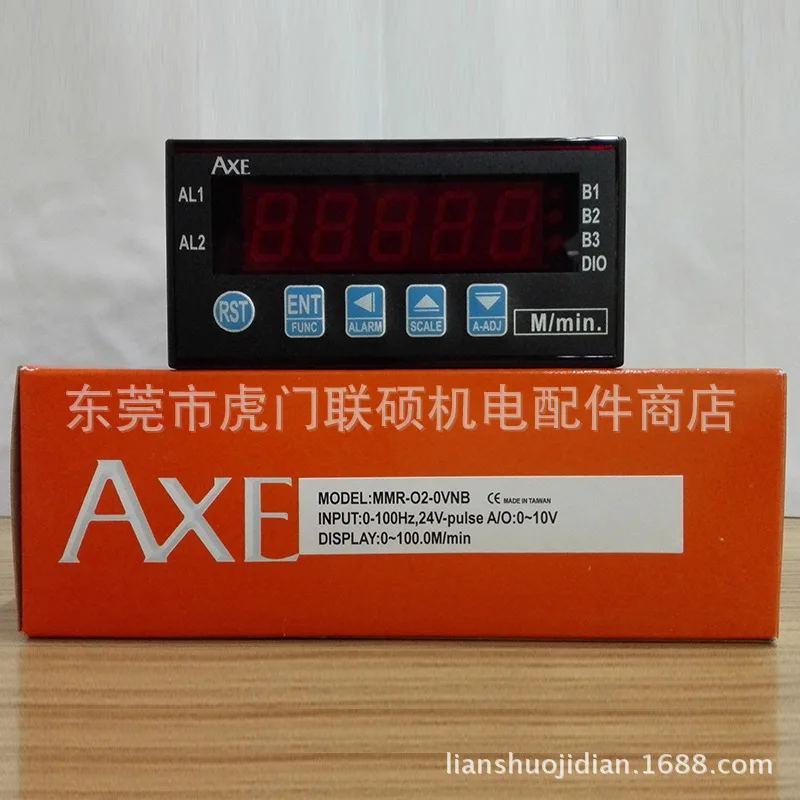 AXE
AL1
AL2
88888
B1
B2
B3
DIO
RST
ENT
FUNC
ALARM
SCALE
A-ADJ
M/min.
东莞市虎门联硕机电配件商店
AXE
MODEL:MMR-O2-0VNB CE MADE IN TAIWAN
INPUT:0-100Hz,24V-pulse A/O:0~10V
DISPLAY:0~100.0M/min
lianshuojidian.1688.com